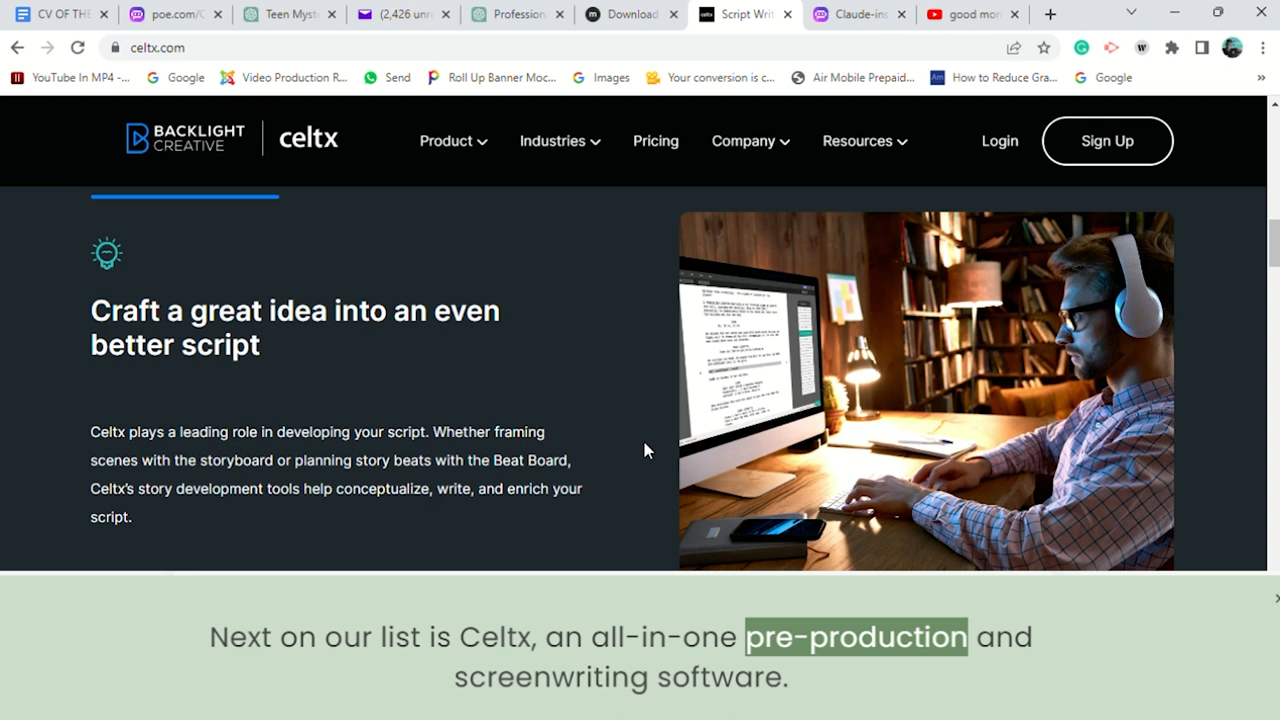 CV OF THE
poe.com/C
Teen Myst
(2,426 unr
Profession
Download
Script Writ
Claude-ins
good mor
celtx.com
YouTube In MP4 -...
Google
Video Production R...
Send
Roll Up Banner Moc...
Images
Your conversion is c...
Air Mobile Prepaid...
How to Reduce Gra...
Google
BACKLIGHT
CREATIVE
celtx
Product
Industries
Pricing
Company
Resources
Login
Sign Up
Craft a great idea into an even
better script
Celtx plays a leading role in developing your script. Whether framing
scenes with the storyboard or planning story beats with the Beat Board,
Celtx's story development tools help conceptualize, write, and enrich your
script.
Next on our list is Celtx, an all-in-one pre-production and
screenwriting software.